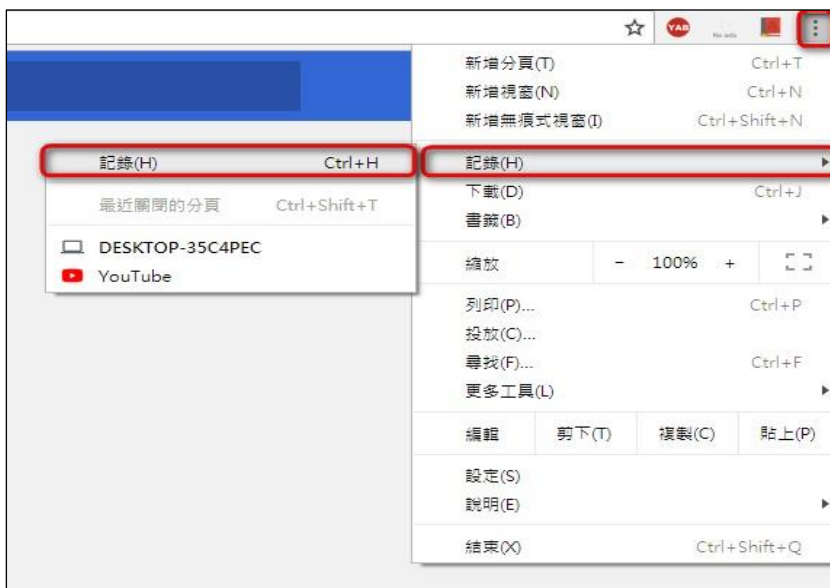 YAB
新增分頁(T) Ctrl+T
新增視窗(N) Ctrl+N
新增無痕式視窗(I) Ctrl+Shift+N
記錄(H) Ctrl+H
記錄(H)
最近關閉的分頁 Ctrl+Shift+T
DESKTOP-35C4PEC
YouTube
下載(D) Ctrl+J
書籤(B)
縮放 - 100% +
列印(P)... Ctrl+P
投放(C)...
尋找(F)... Ctrl+F
更多工具(L)
編輯 剪下(T) 複製(C) 貼上(P)
設定(S)
說明(E)
結束(X) Ctrl+Shift+Q